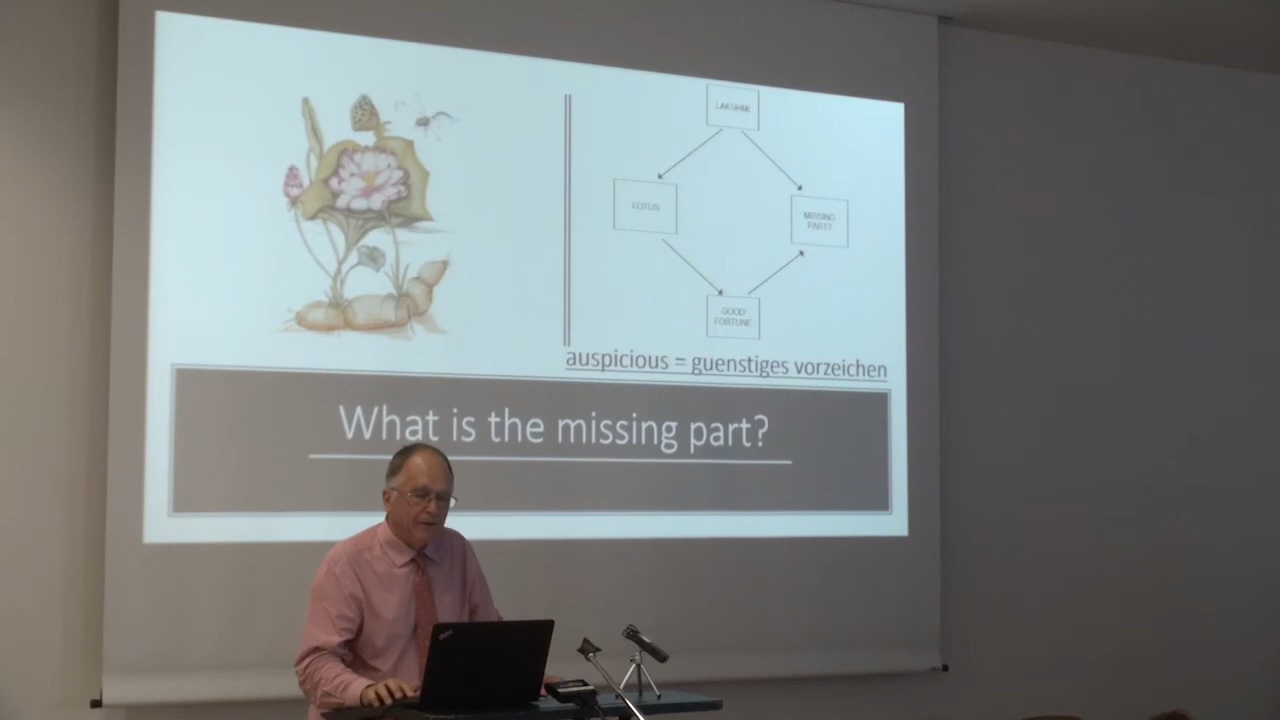 LAKSHMI
LOTUS
MISSING
PART?
GOOD
FORTUNE
auspicious = guenstiges vorzeichen
What is the missing part?